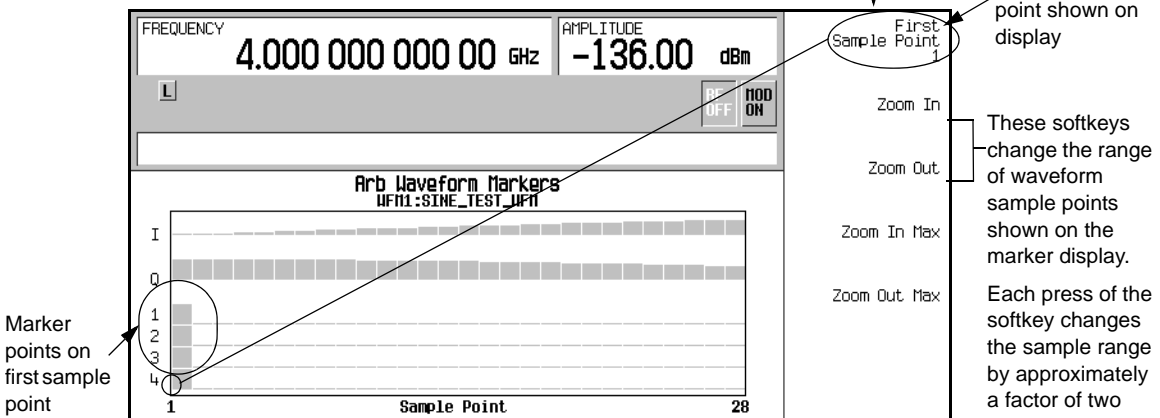 point shown on
display
FREQUENCY
4.000 000 000 00 GHz
AMPLITUDE
-136.00 dBm
First
Sample Point
1
L
RF
OFF
MOD
ON
Zoom In
Zoom Out
Zoom In Max
Zoom Out Max
These softkeys
change the range
of waveform
sample points
shown on the
marker display.
Each press of the
softkey changes
the sample range
by approximately
a factor of two
Arb Waveform Markers
WFM1:SINE_TEST_WFM
I
Q
1
2
3
4
1
Sample Point
28
Marker
points on
first sample
point